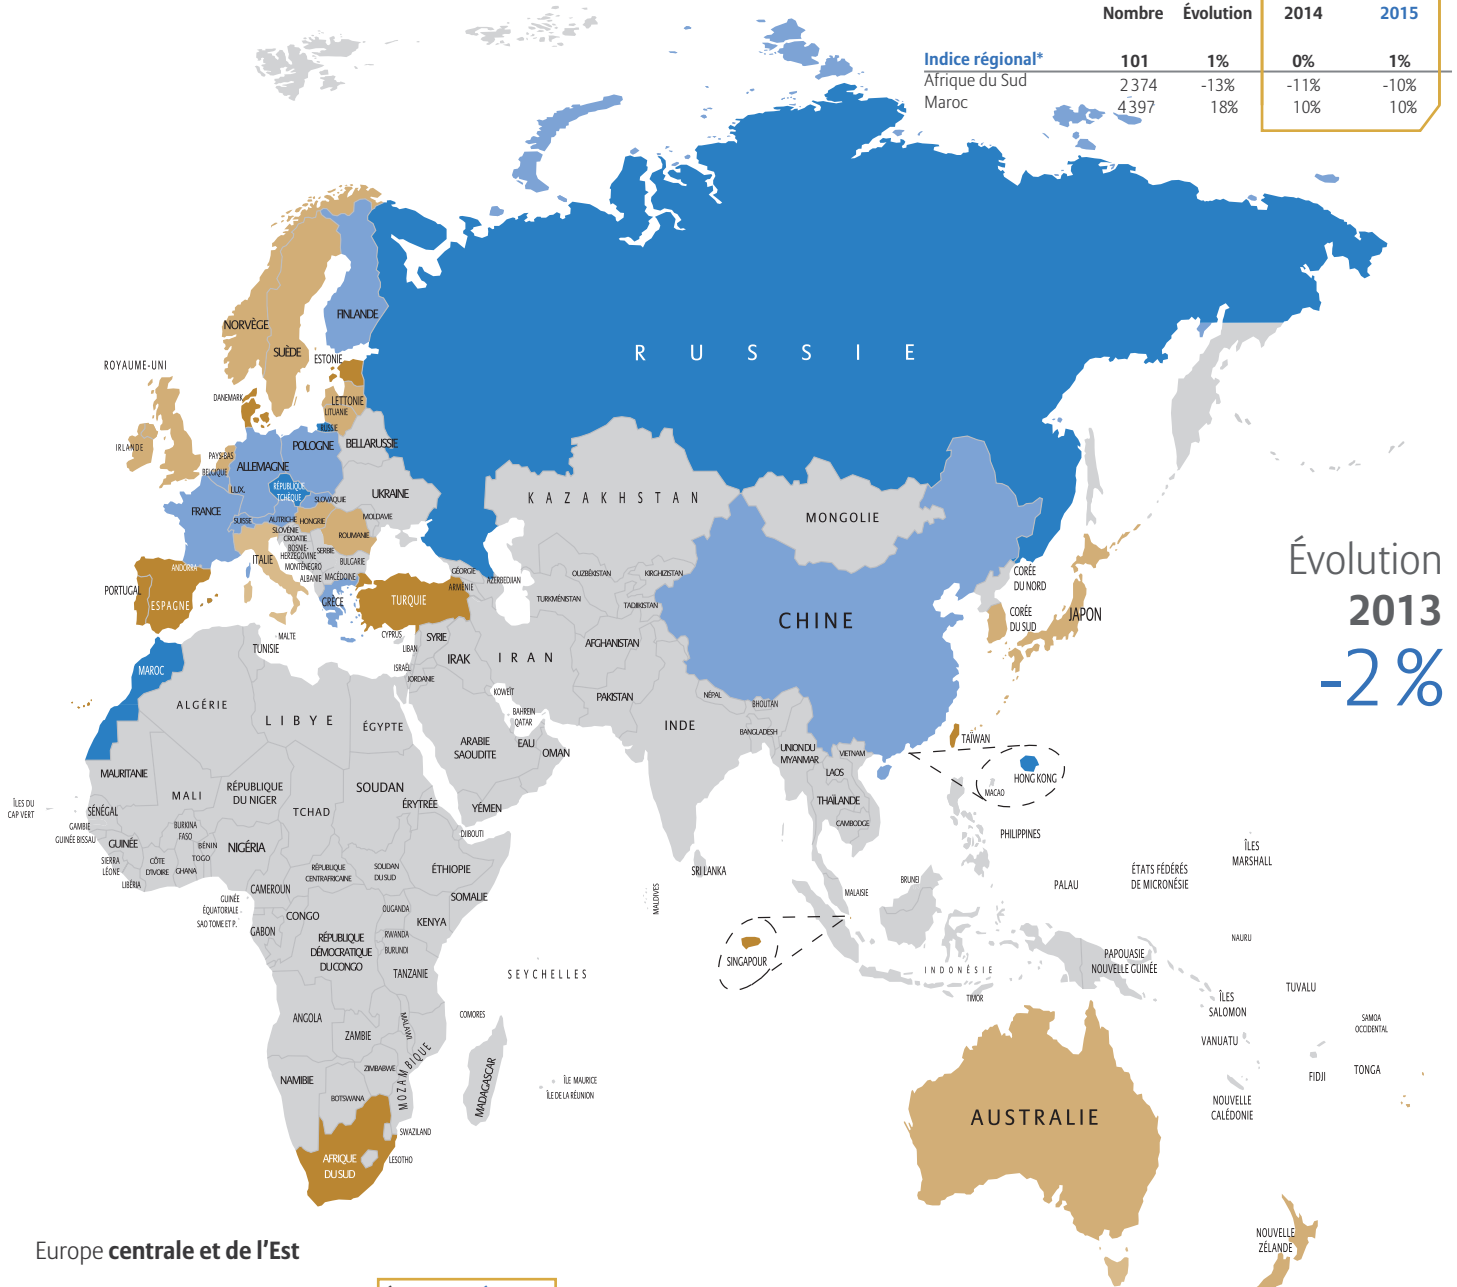 Nombre Évolution 2014 2015
Indice régional* 101 1% 0% 1%
Afrique du Sud 2 374 -13% -11% -10%
Maroc 4 397 18% 10% 10%
RUSSIE
FINLANDE
NORVÈGE
SUÈDE
ESTONIE
ROYAUME-UNI
DANEMARK
LETTONIE
LITUANIE
RUSSIE
IRLANDE
PAYS-BAS
BELGIQUE
POLOGNE
BELLARUSSIE
ALLEMAGNE
LUX.
RÉPUBLIQUE
TCHÈQUE
SLOVAQUIE
UKRAINE
KAZAKHSTAN
MONGOLIE
FRANCE
SUISSE
AUTRICHE
HONGRIE
MOLDAVIE
SLOVÉNIE
CROATIE
ROUMANIE
BOSNIE-
HERZEGOVINE
SERBIE
ITALIE
MONTÉNÉGRO
BULGARIE
ALBANIE
MACÉDOINE
ANDORRA
PORTUGAL
ESPAGNE
GRÈCE
TURQUIE
GÉORGIE
ARMÉNIE
AZERBEDJIAN
OUZBÉKISTAN
KIRGHIZISTAN
TURKMÉNISTAN
TADJIKISTAN
CHINE
CORÉE
DU NORD
CORÉE
DU SUD
JAPON
Évolution
2013
-2 %
MALTE
TUNISIE
CYPRUS
LIBAN
SYRIE
ISRAËL
JORDANIE
IRAK
IRAN
AFGHANISTAN
MAROC
ALGÉRIE
LIBYE
ÉGYPTE
KOWEÏT
BAHREIN
QATAR
EAU
OMAN
ARABIE
SAOUDITE
PAKISTAN
NÉPAL
BHOUTAN
INDE
BANGLADESH
UNION DU
MYANMAR
VIETNAM
LAOS
THAÏLANDE
CAMBODGE
TAÏWAN
HONG KONG
MACAO
PHILIPPINES
MAURITANIE
MALI
RÉPUBLIQUE
DU NIGER
TCHAD
SOUDAN
ÉRYTRÉE
YÉMEN
DJIBOUTI
ÎLES DU
CAP VERT
SÉNÉGAL
GAMBIE
GUINÉE BISSAU
GUINÉE
SIERRA
LÉONE
LIBÉRIA
CÔTE
D'IVOIRE
BURKINA
FASO
GHANA
TOGO
BÉNIN
NIGÉRIA
RÉPUBLIQUE
CENTRAFRICAINE
SOUDAN
DU SUD
ÉTHIOPIE
SOMALIE
CAMEROUN
GUINÉE
ÉQUATORIALE
SAO TOME ET P.
GABON
CONGO
RÉPUBLIQUE
DÉMOCRATIQUE
DU CONGO
OUGANDA
KENYA
RWANDA
BURUNDI
TANZANIE
SEYCHELLES
MALDIVES
SRI LANKA
MALAISIE
BRUNEI
SINGAPOUR
INDONÉSIE
TIMOR
PALAU
ÉTATS FÉDÉRÉS
DE MICRONÉSIE
ÎLES
MARSHALL
NAURU
PAPOUASIE
NOUVELLE GUINÉE
ÎLES
SALOMON
TUVALU
SAMOA
OCCIDENTAL
VANUATU
FIDJI
TONGA
NOUVELLE
CALÉDONIE
ANGOLA
ZAMBIE
MALAWI
COMORES
MOZAMBIQUE
ZIMBABWE
NAMIBIE
BOTSWANA
MADAGASCAR
ÎLE MAURICE
ÎLE DE LA RÉUNION
SWAZILAND
LESOTHO
AFRIQUE
DU SUD
AUSTRALIE
NOUVELLE
ZÉLANDE
Europe centrale et de l'Est